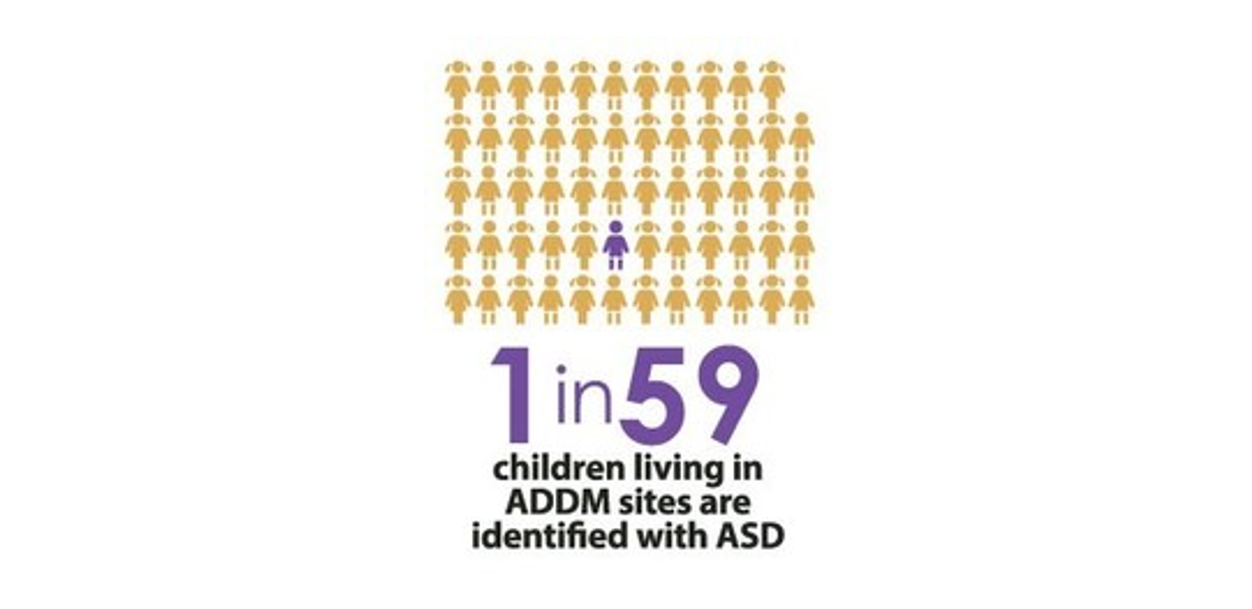 1 in 59
children living in
ADDM sites are
identified with ASD